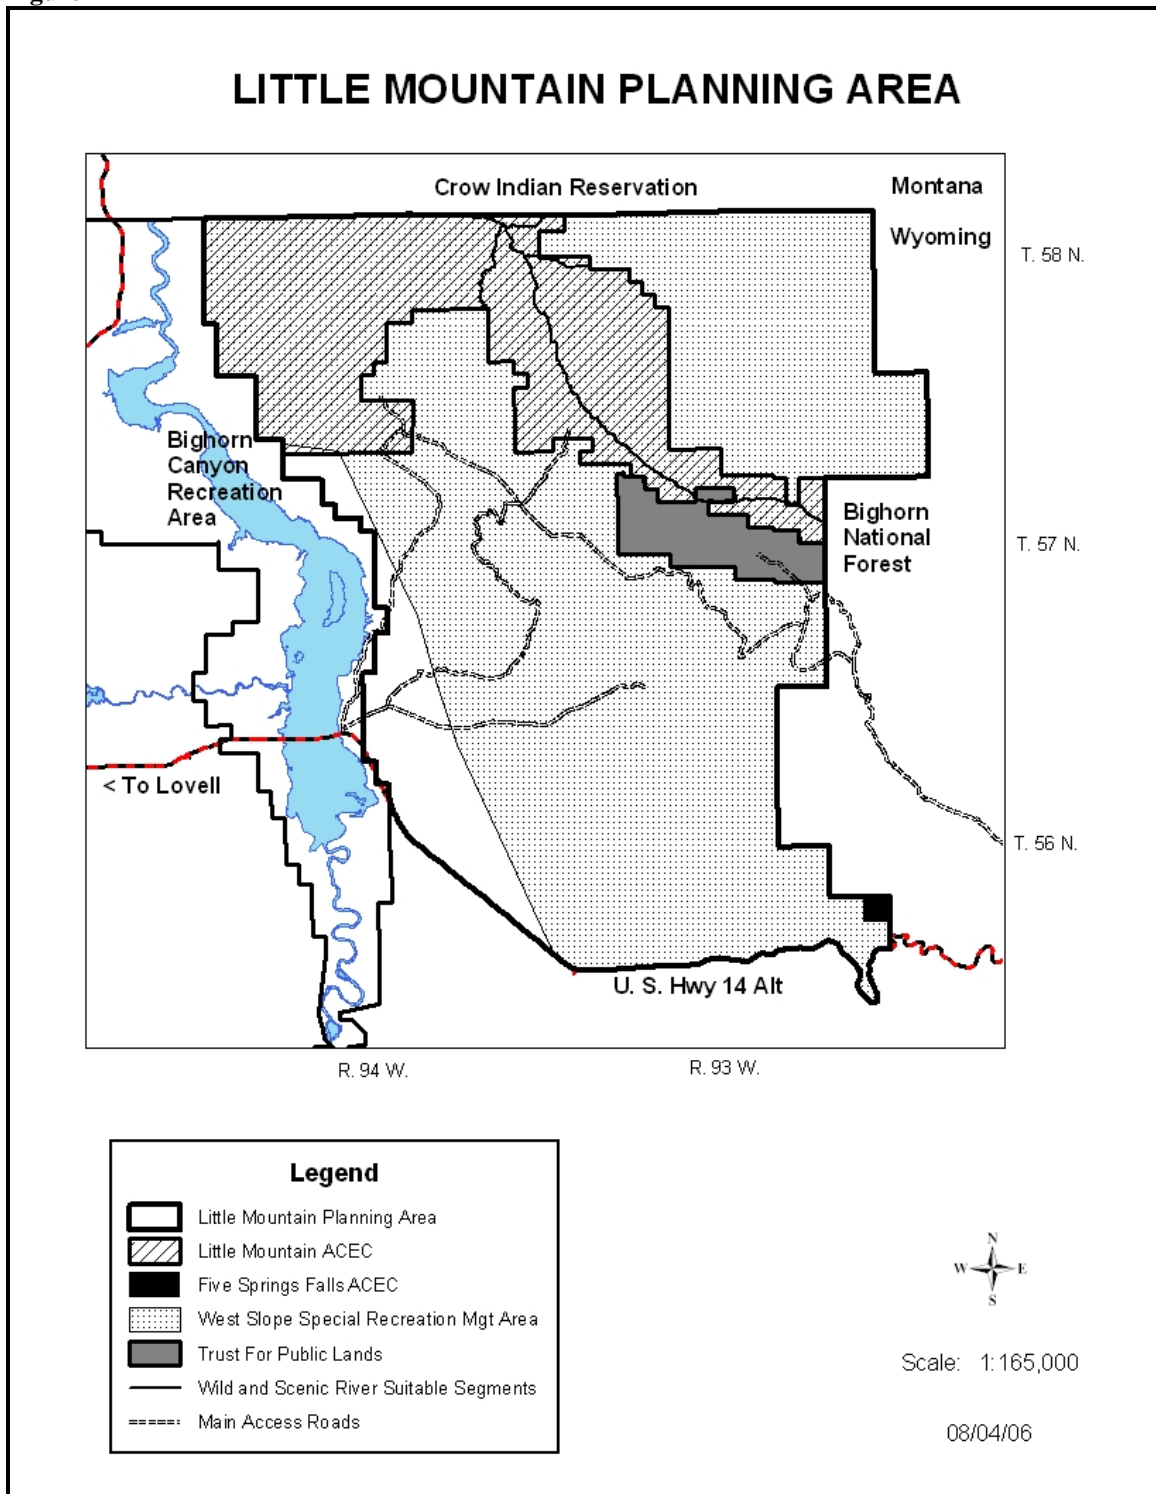 LITTLE MOUNTAIN PLANNING AREA
Crow Indian Reservation
Montana
Wyoming
T. 58 N.
Bighorn
Canyon
Recreation
Area
Bighorn
National
Forest
T. 57 N.
< To Lovell
T. 56 N.
U. S. Hwy 14 Alt
R. 94 W.
R. 93 W.
Legend
Little Mountain Planning Area
Little Mountain ACEC
Five Springs Falls ACEC
West Slope Special Recreation Mgt Area
Trust For Public Lands
Wild and Scenic River Suitable Segments
Main Access Roads
N
W E
S
Scale: 1:165,000
08/04/06